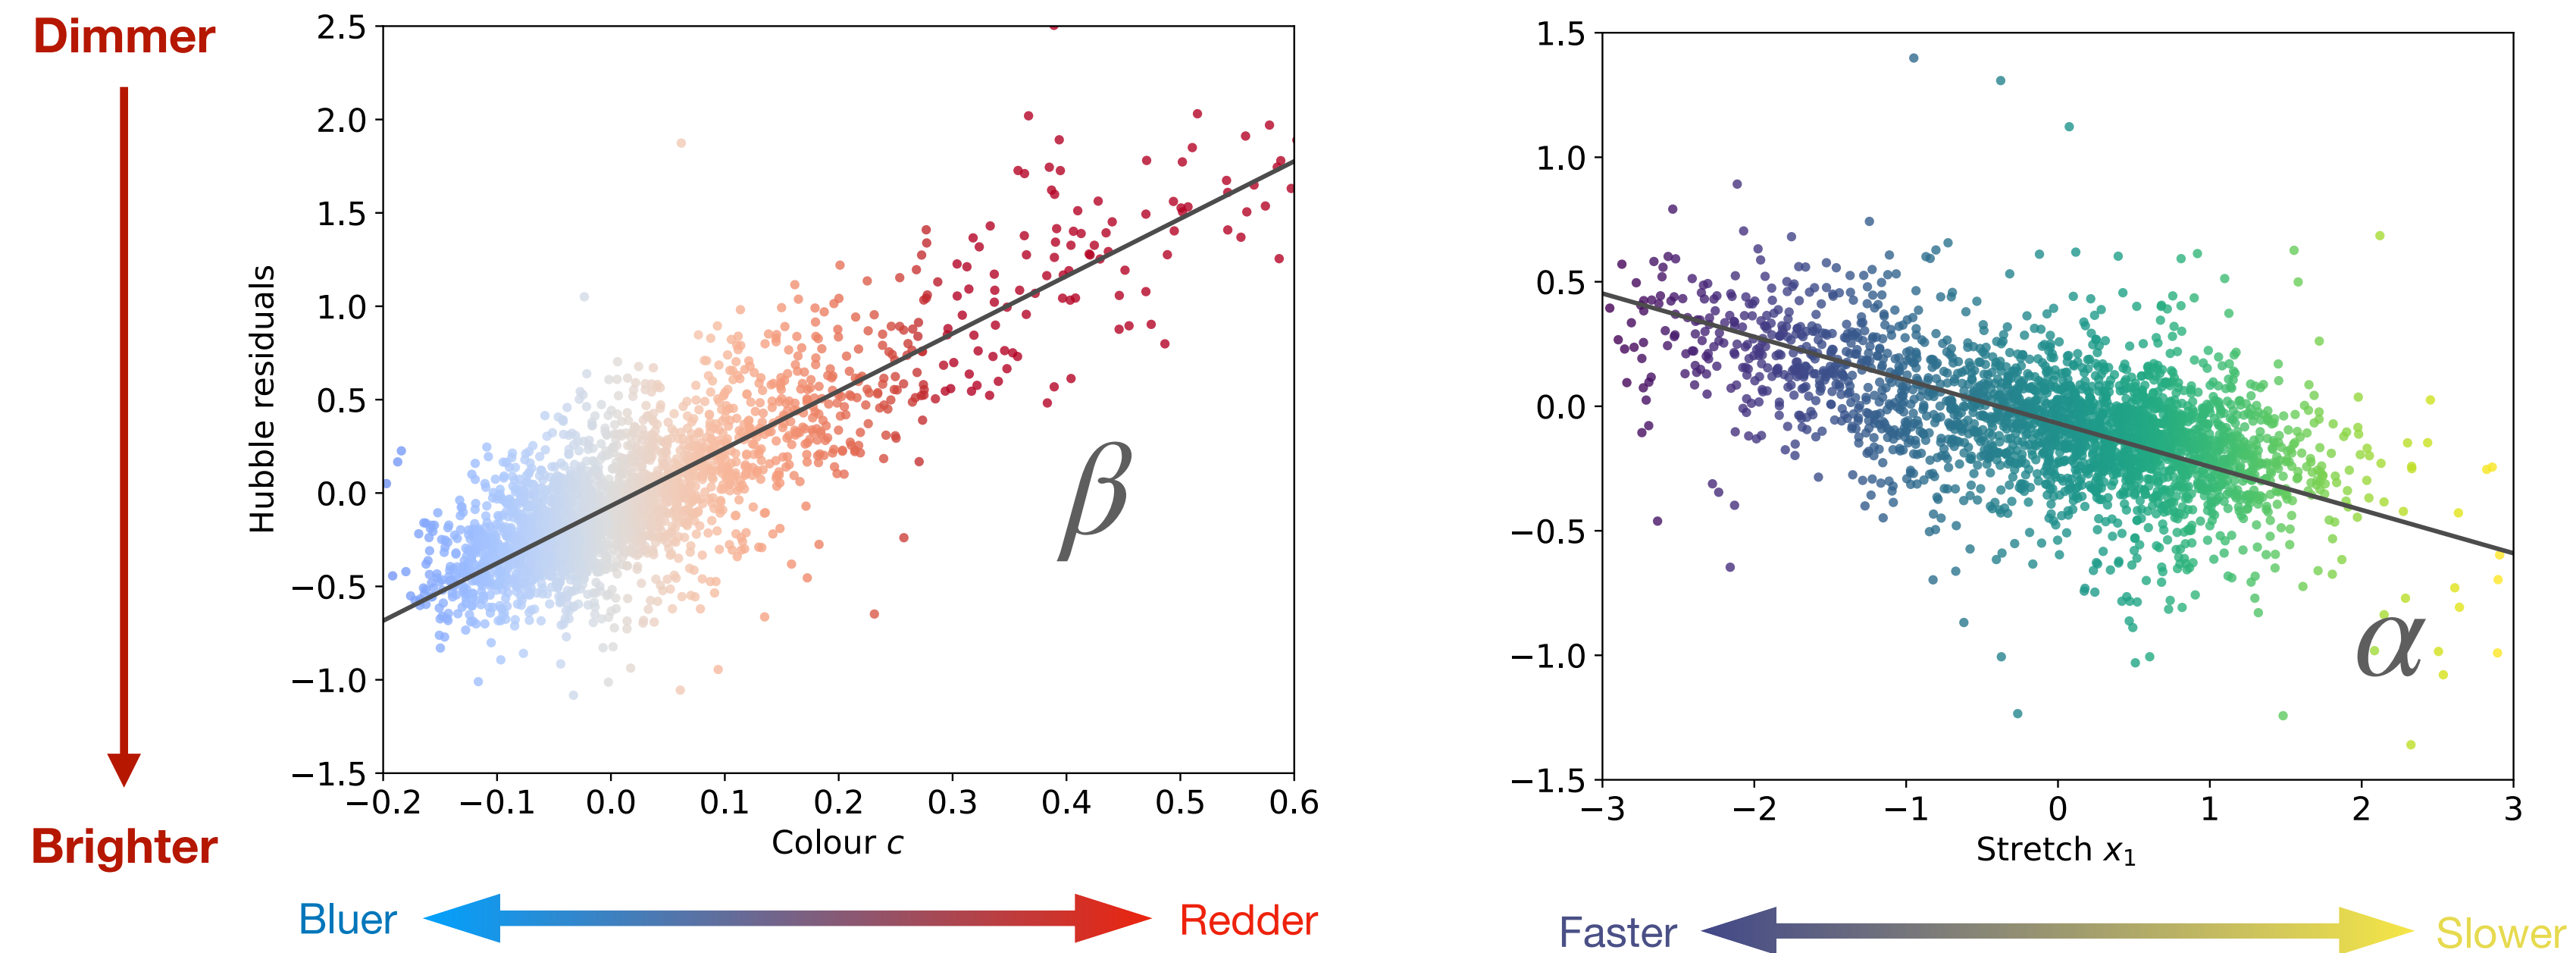 Dimmer
Brighter
Hubble residuals
2.5
2.0
1.5
1.0
0.5
0.0
−0.5
−1.0
−1.5
−0.2 −0.1 0.0 0.1 0.2 0.3 0.4 0.5 0.6
Colour c
β
Bluer Redder
1.5
1.0
0.5
0.0
−0.5
−1.0
−1.5
−3 −2 −1 0 1 2 3
Stretch x₁
α
Faster Slower